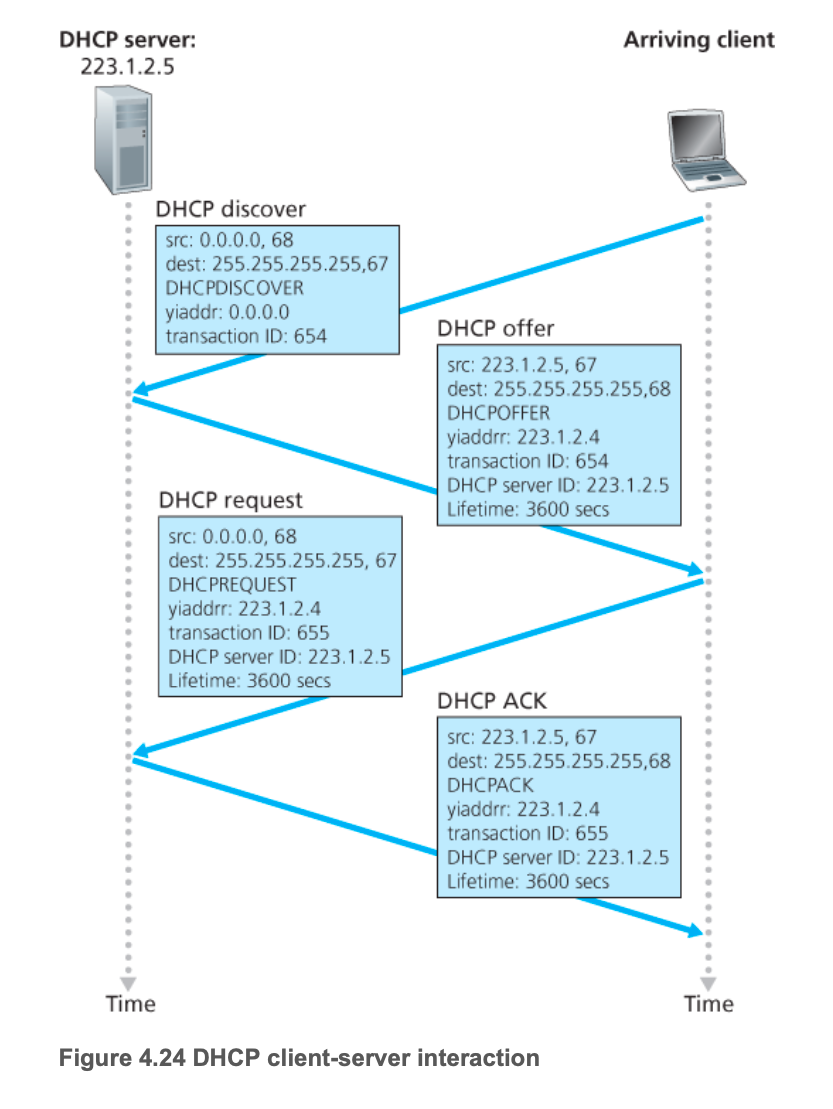 DHCP server:
223.1.2.5
Arriving client
DHCP discover
src: 0.0.0.0, 68
dest: 255.255.255.255,67
DHCPDISCOVER
yiaddr: 0.0.0.0
transaction ID: 654
DHCP offer
src: 223.1.2.5, 67
dest: 255.255.255.255,68
DHCPOFFER
yiaddrr: 223.1.2.4
transaction ID: 654
DHCP server ID: 223.1.2.5
Lifetime: 3600 secs
DHCP request
src: 0.0.0.0, 68
dest: 255.255.255.255, 67
DHCPREQUEST
yiaddrr: 223.1.2.4
transaction ID: 655
DHCP server ID: 223.1.2.5
Lifetime: 3600 secs
DHCP ACK
src: 223.1.2.5, 67
dest: 255.255.255.255,68
DHCPACK
yiaddrr: 223.1.2.4
transaction ID: 655
DHCP server ID: 223.1.2.5
Lifetime: 3600 secs
Time
Time
Figure 4.24 DHCP client-server interaction